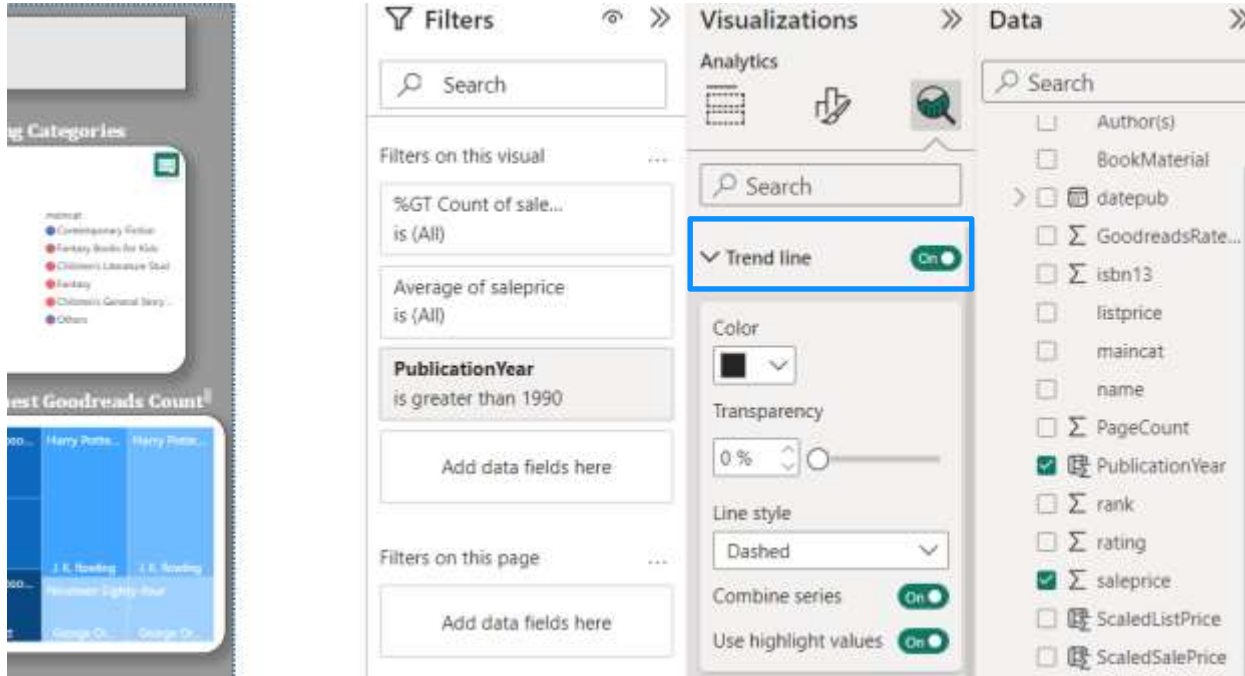 ng Categories
maincat
Contemporary Fiction
Fantasy Books for Kids
Children's Literature Stud
Fantasy
Children's General Story ...
Others
hest Goodreads Count
Harry Potte... Harry Potte...
J. K. Rowling J. K. Rowling
Nineteen Eighty-Four
George Or... George Or...
Filters
Search
Filters on this visual ...
%GT Count of sale...
is (All)
Average of saleprice
is (All)
PublicationYear
is greater than 1990
Add data fields here
Filters on this page ...
Add data fields here
Visualizations
Analytics
Search
Trend line On
Color
Transparency
0 %
Line style
Dashed
Combine series On
Use highlight values On
Data
Search
Author(s)
BookMaterial
datepub
GoodreadsRate...
isbn13
listprice
maincat
name
PageCount
PublicationYear
rank
rating
saleprice
ScaledListPrice
ScaledSalePrice